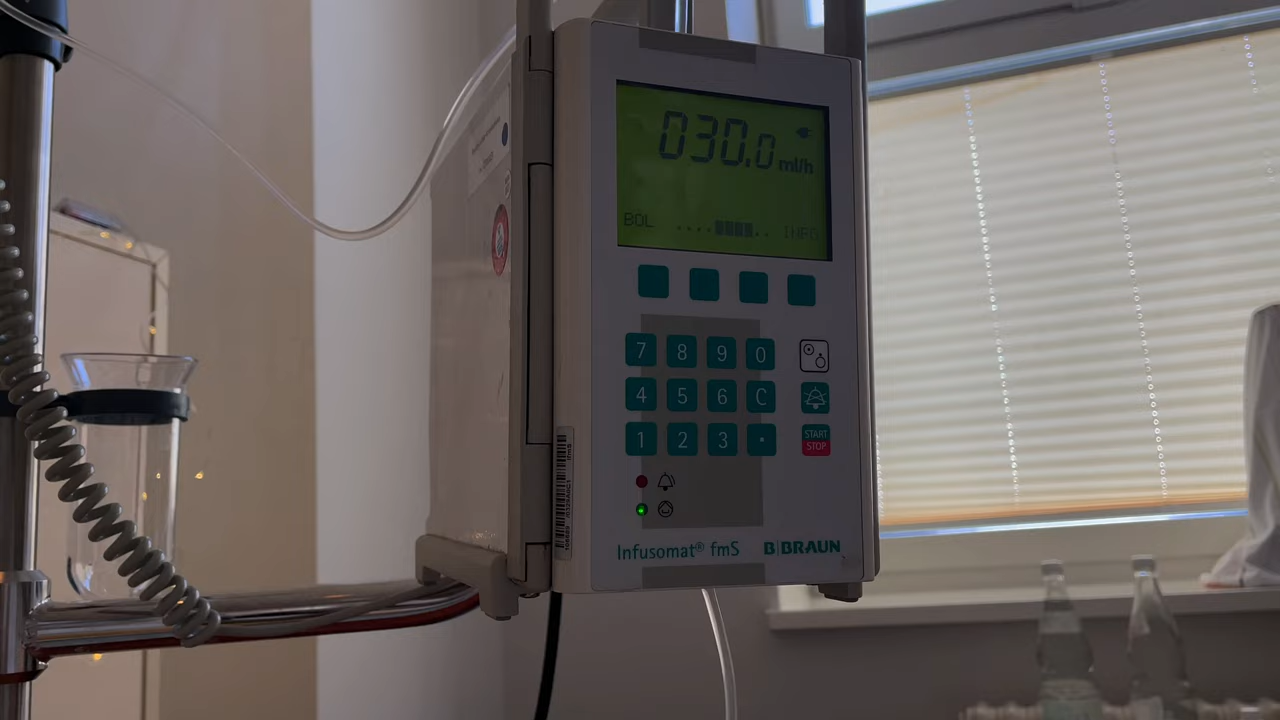 030.0 ml/h
BOL INFO
7 8 9 0
4 5 6 C
1 2 3 .
START
STOP
Infusomat® fmS B|BRAUN